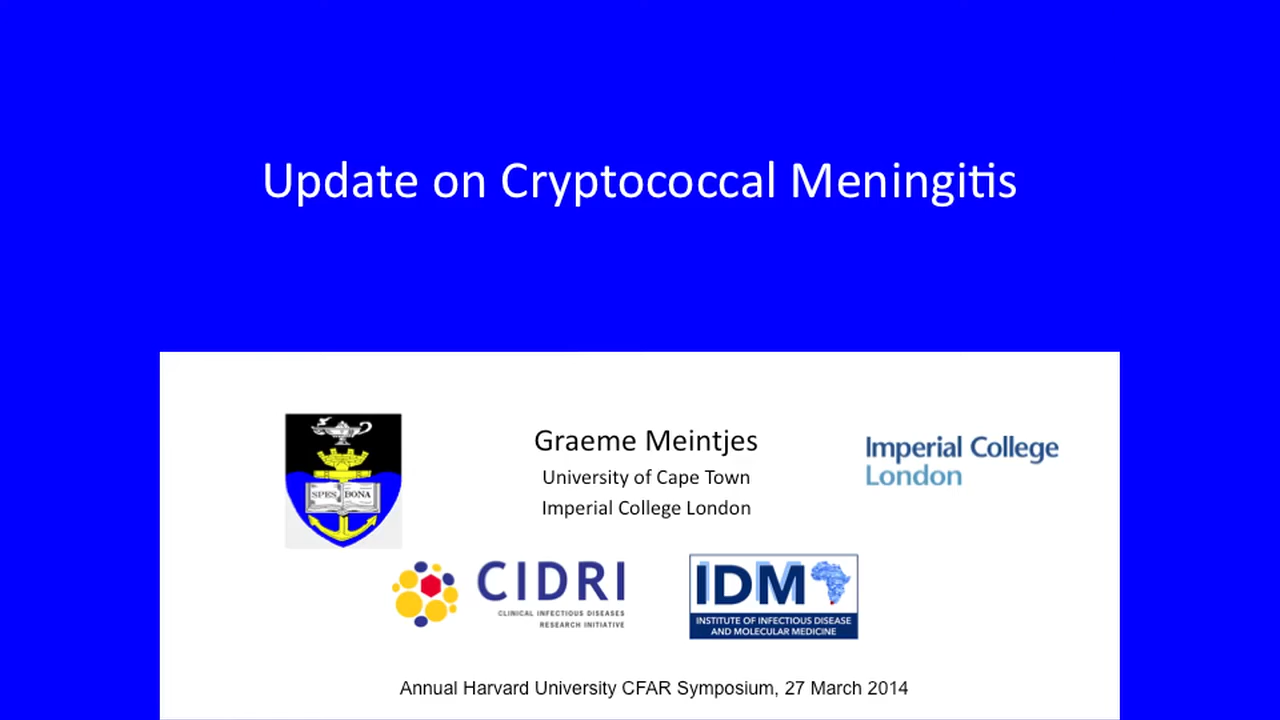 Update on Cryptococcal Meningitis
SPES BONA
Graeme Meintjes
University of Cape Town
Imperial College London
Imperial College
London
CIDRI
CLINICAL INFECTIOUS DISEASES
RESEARCH INITIATIVE
IDM
INSTITUTE OF INFECTIOUS DISEASE
AND MOLECULAR MEDICINE
Annual Harvard University CFAR Symposium, 27 March 2014